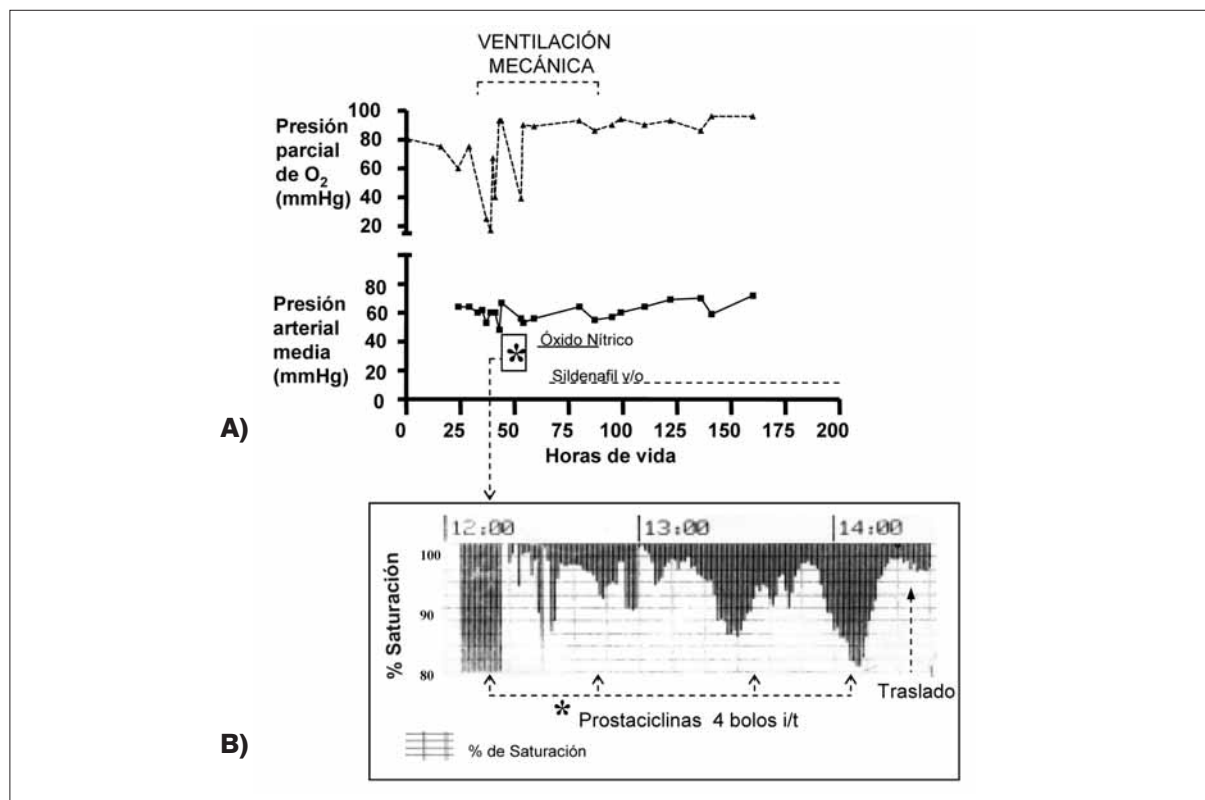 VENTILACIÓN
MECÁNICA
100
80
60
40
20
Presión
parcial
de O2
(mmHg)
80
60
40
20
0
Presión
arterial
media
(mmHg)
*
Óxido Nítrico
Sildenafil v/o
A)
0 25 50 75 100 125 150 175 200
Horas de vida
12:00 13:00 14:00
100
90
80
% Saturación
Traslado
* Prostaciclinas 4 bolos i/t
B)
% de Saturación